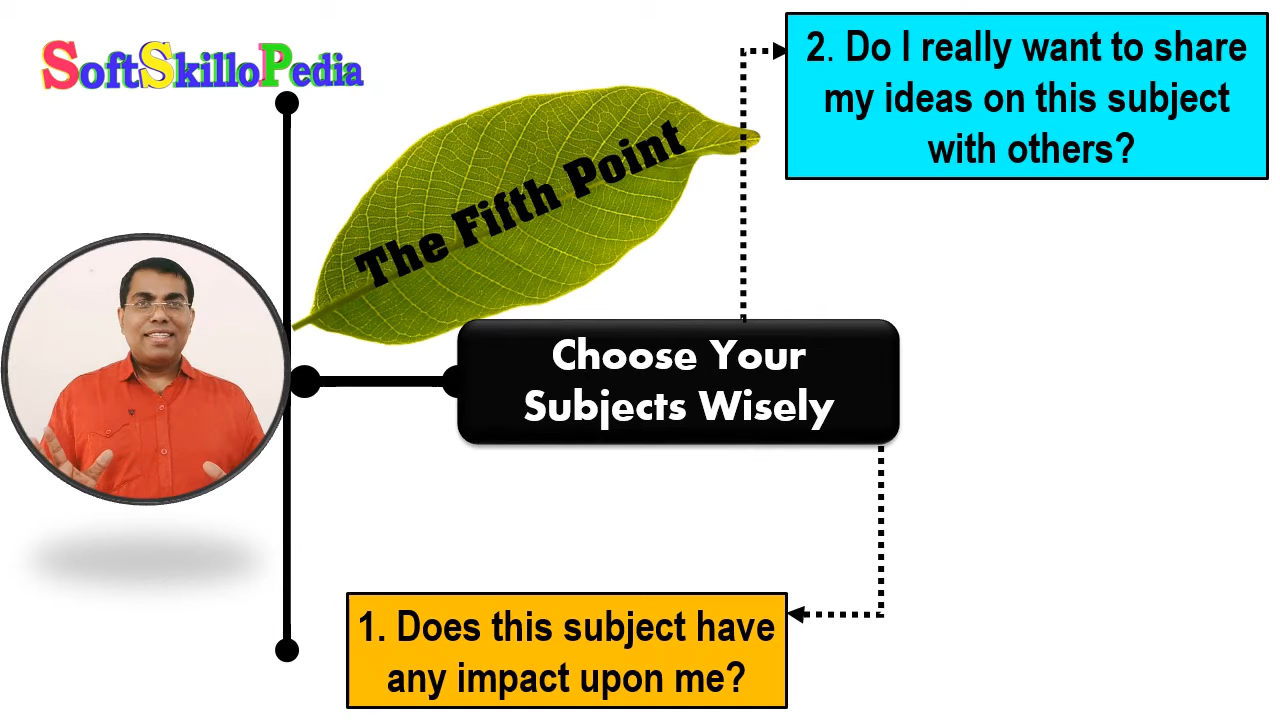 SoftSkilloPedia
The Fifth Point
2. Do I really want to share
my ideas on this subject
with others?
Choose Your
Subjects Wisely
1. Does this subject have
any impact upon me?